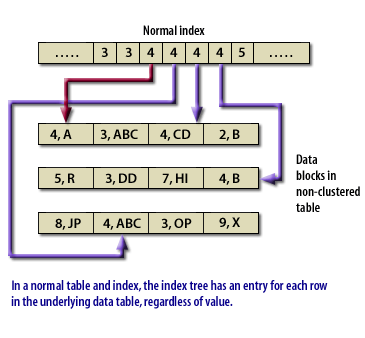 Normal index
..... 3 3 4 4 4 4 5 .....
4, A 3, ABC 4, CD 2, B
5, R 3, DD 7, HI 4, B
8, JP 4, ABC 3, OP 9, X
Data
blocks in
non-clustered
table
In a normal table and index, the index tree has an entry for each row
in the underlying data table, regardless of value.